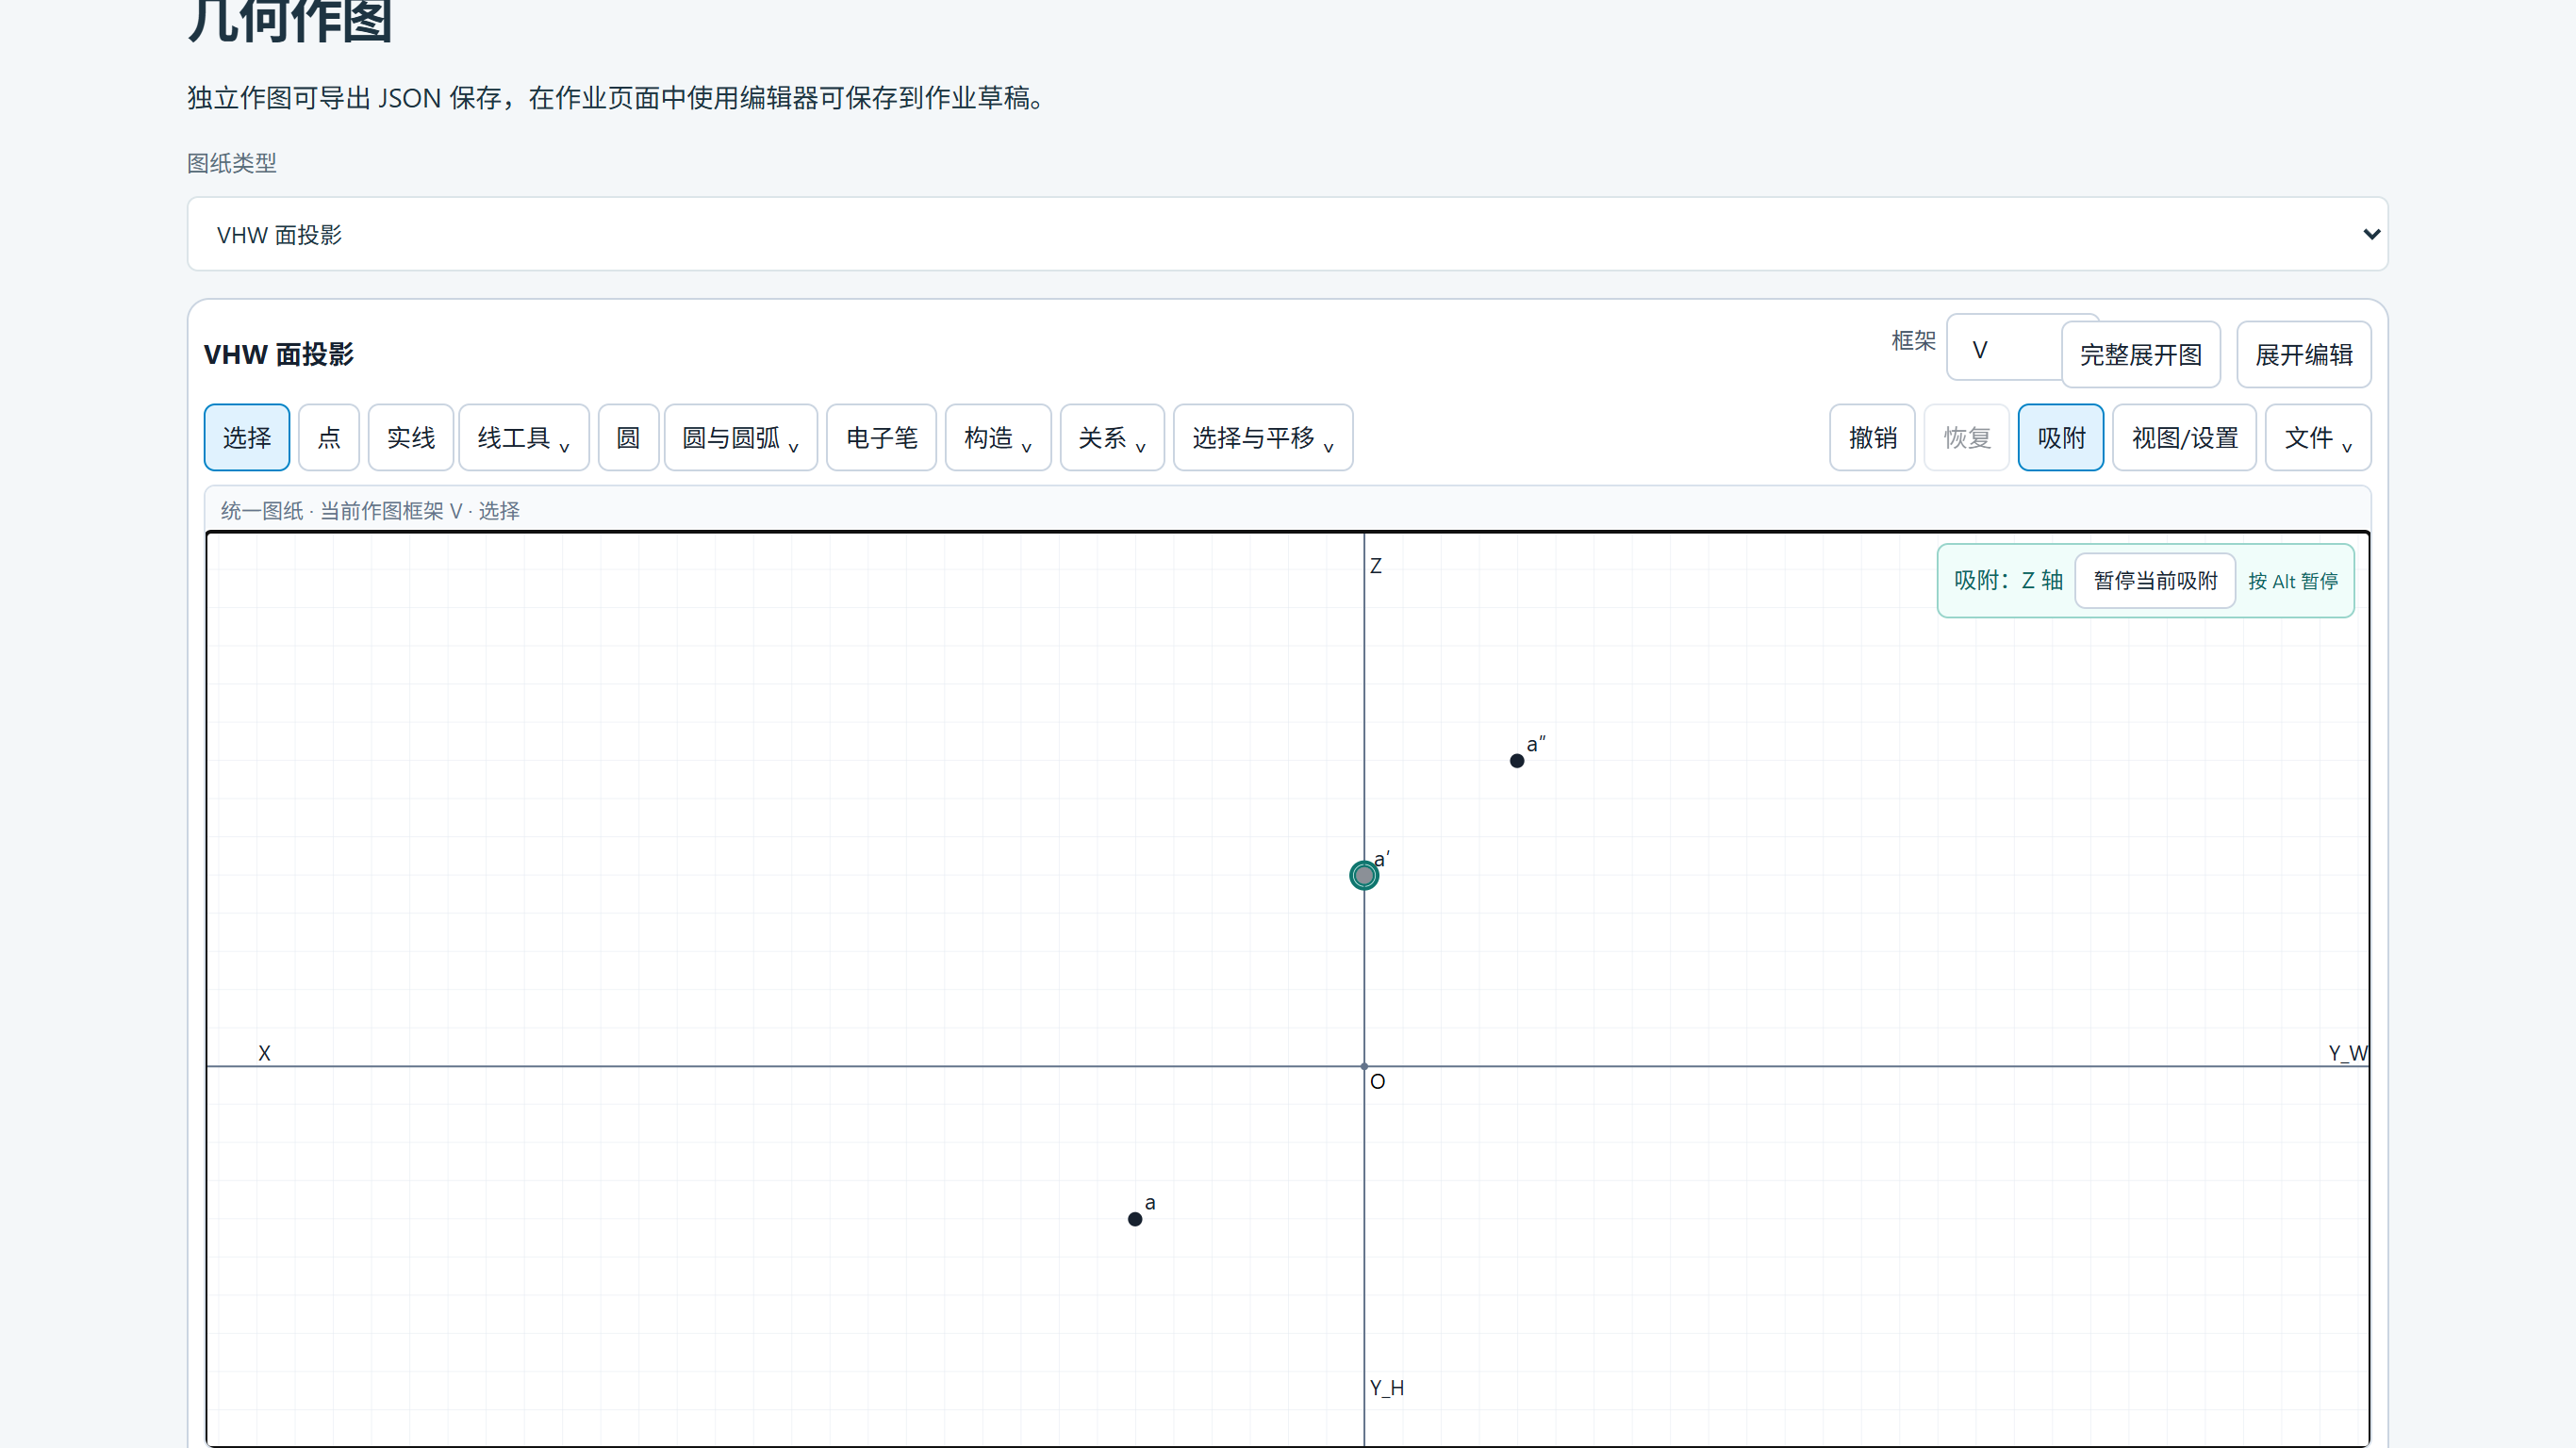 几何作图
独立作图可导出 JSON 保存，在作业页面中使用编辑器可保存到作业草稿。
图纸类型
VHW 面投影
VHW 面投影
框架 V 完整展开图 展开编辑
选择 点 实线 线工具 ˅ 圆 圆与圆弧 ˅ 电子笔 构造 ˅ 关系 ˅ 选择与平移 ˅ 撤销 恢复 吸附 视图/设置 文件 ˅
统一图纸 · 当前作图框架 V · 选择
Z
吸附：Z 轴 暂停当前吸附 按 Alt 暂停
a″
a′
X
Y_W
O
a
Y_H